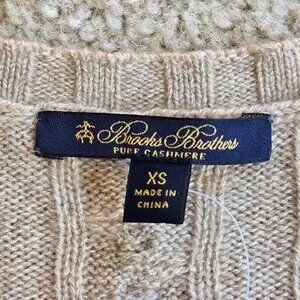 Brooks Brothers
PURE CASHMERE
XS
MADE IN
CHINA